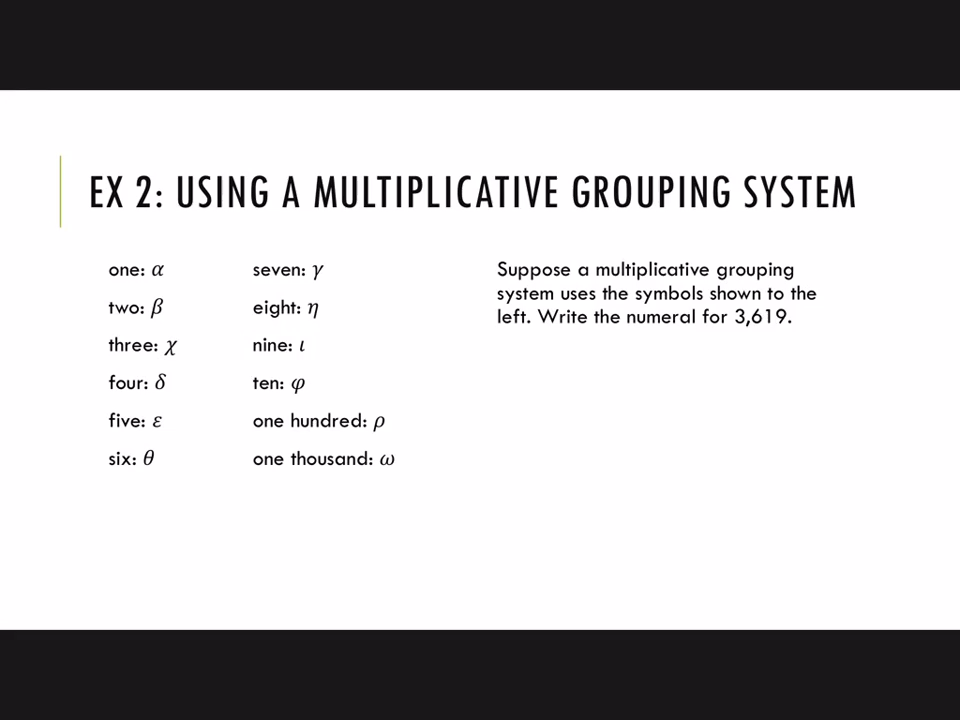 EX 2: USING A MULTIPLICATIVE GROUPING SYSTEM
one: α
two: β
three: χ
four: δ
five: ε
six: θ
seven: γ
eight: η
nine: ι
ten: φ
one hundred: ρ
one thousand: ω
Suppose a multiplicative grouping
system uses the symbols shown to the
left. Write the numeral for 3,619.